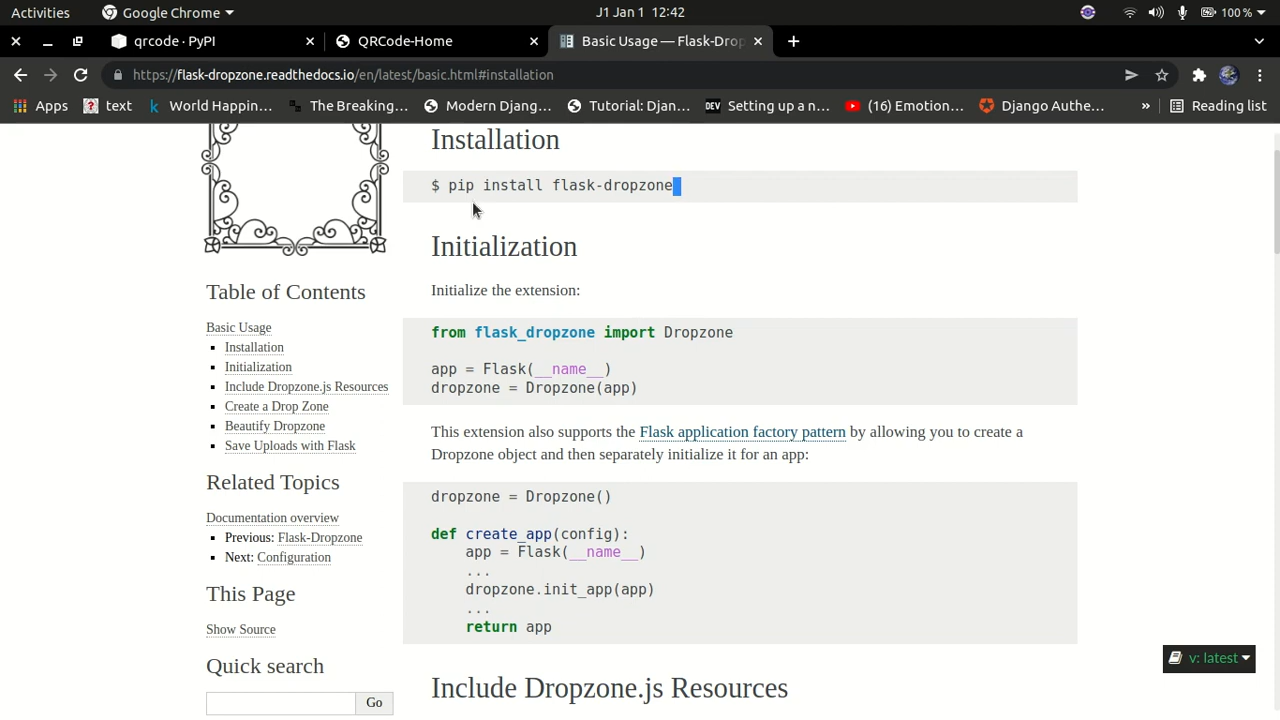 Activities
Google Chrome
J1 Jan 1 12:42
100 %
qrcode · PyPI
QRCode-Home
Basic Usage — Flask-Drop
https://flask-dropzone.readthedocs.io/en/latest/basic.html#installation
Apps
text
World Happin...
The Breaking...
Modern Djang...
Tutorial: Djan...
DEV
Setting up a n...
(16) Emotion...
Django Authe...
»
Reading list
Installation
$ pip install flask-dropzone
Initialization
Initialize the extension:
from flask_dropzone import Dropzone
app = Flask(__name__)
dropzone = Dropzone(app)
This extension also supports the Flask application factory pattern by allowing you to create a
Dropzone object and then separately initialize it for an app:
dropzone = Dropzone()
def create_app(config):
app = Flask(__name__)
...
dropzone.init_app(app)
...
return app
Include Dropzone.js Resources
Table of Contents
Basic Usage
Installation
Initialization
Include Dropzone.js Resources
Create a Drop Zone
Beautify Dropzone
Save Uploads with Flask
Related Topics
Documentation overview
Previous: Flask-Dropzone
Next: Configuration
This Page
Show Source
Quick search
Go
v: latest